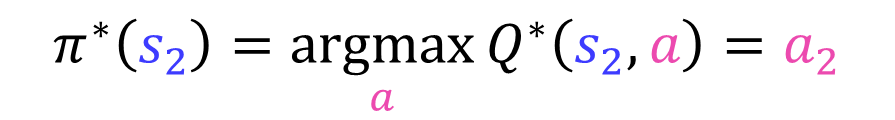 π*(s₂) = argmax Q*(s₂, a) = a₂
a